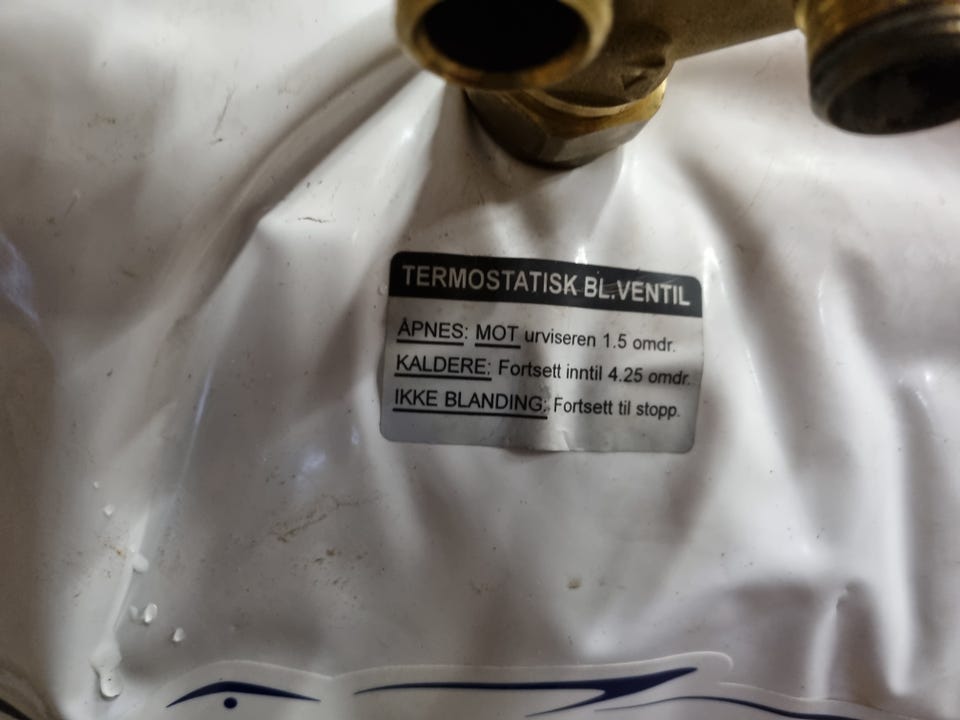 TERMOSTATISK BL.VENTIL
ÅPNES: MOT urviseren 1.5 omdr.
KALDERE: Fortsett inntil 4.25 omdr.
IKKE BLANDING: Fortsett til stopp.